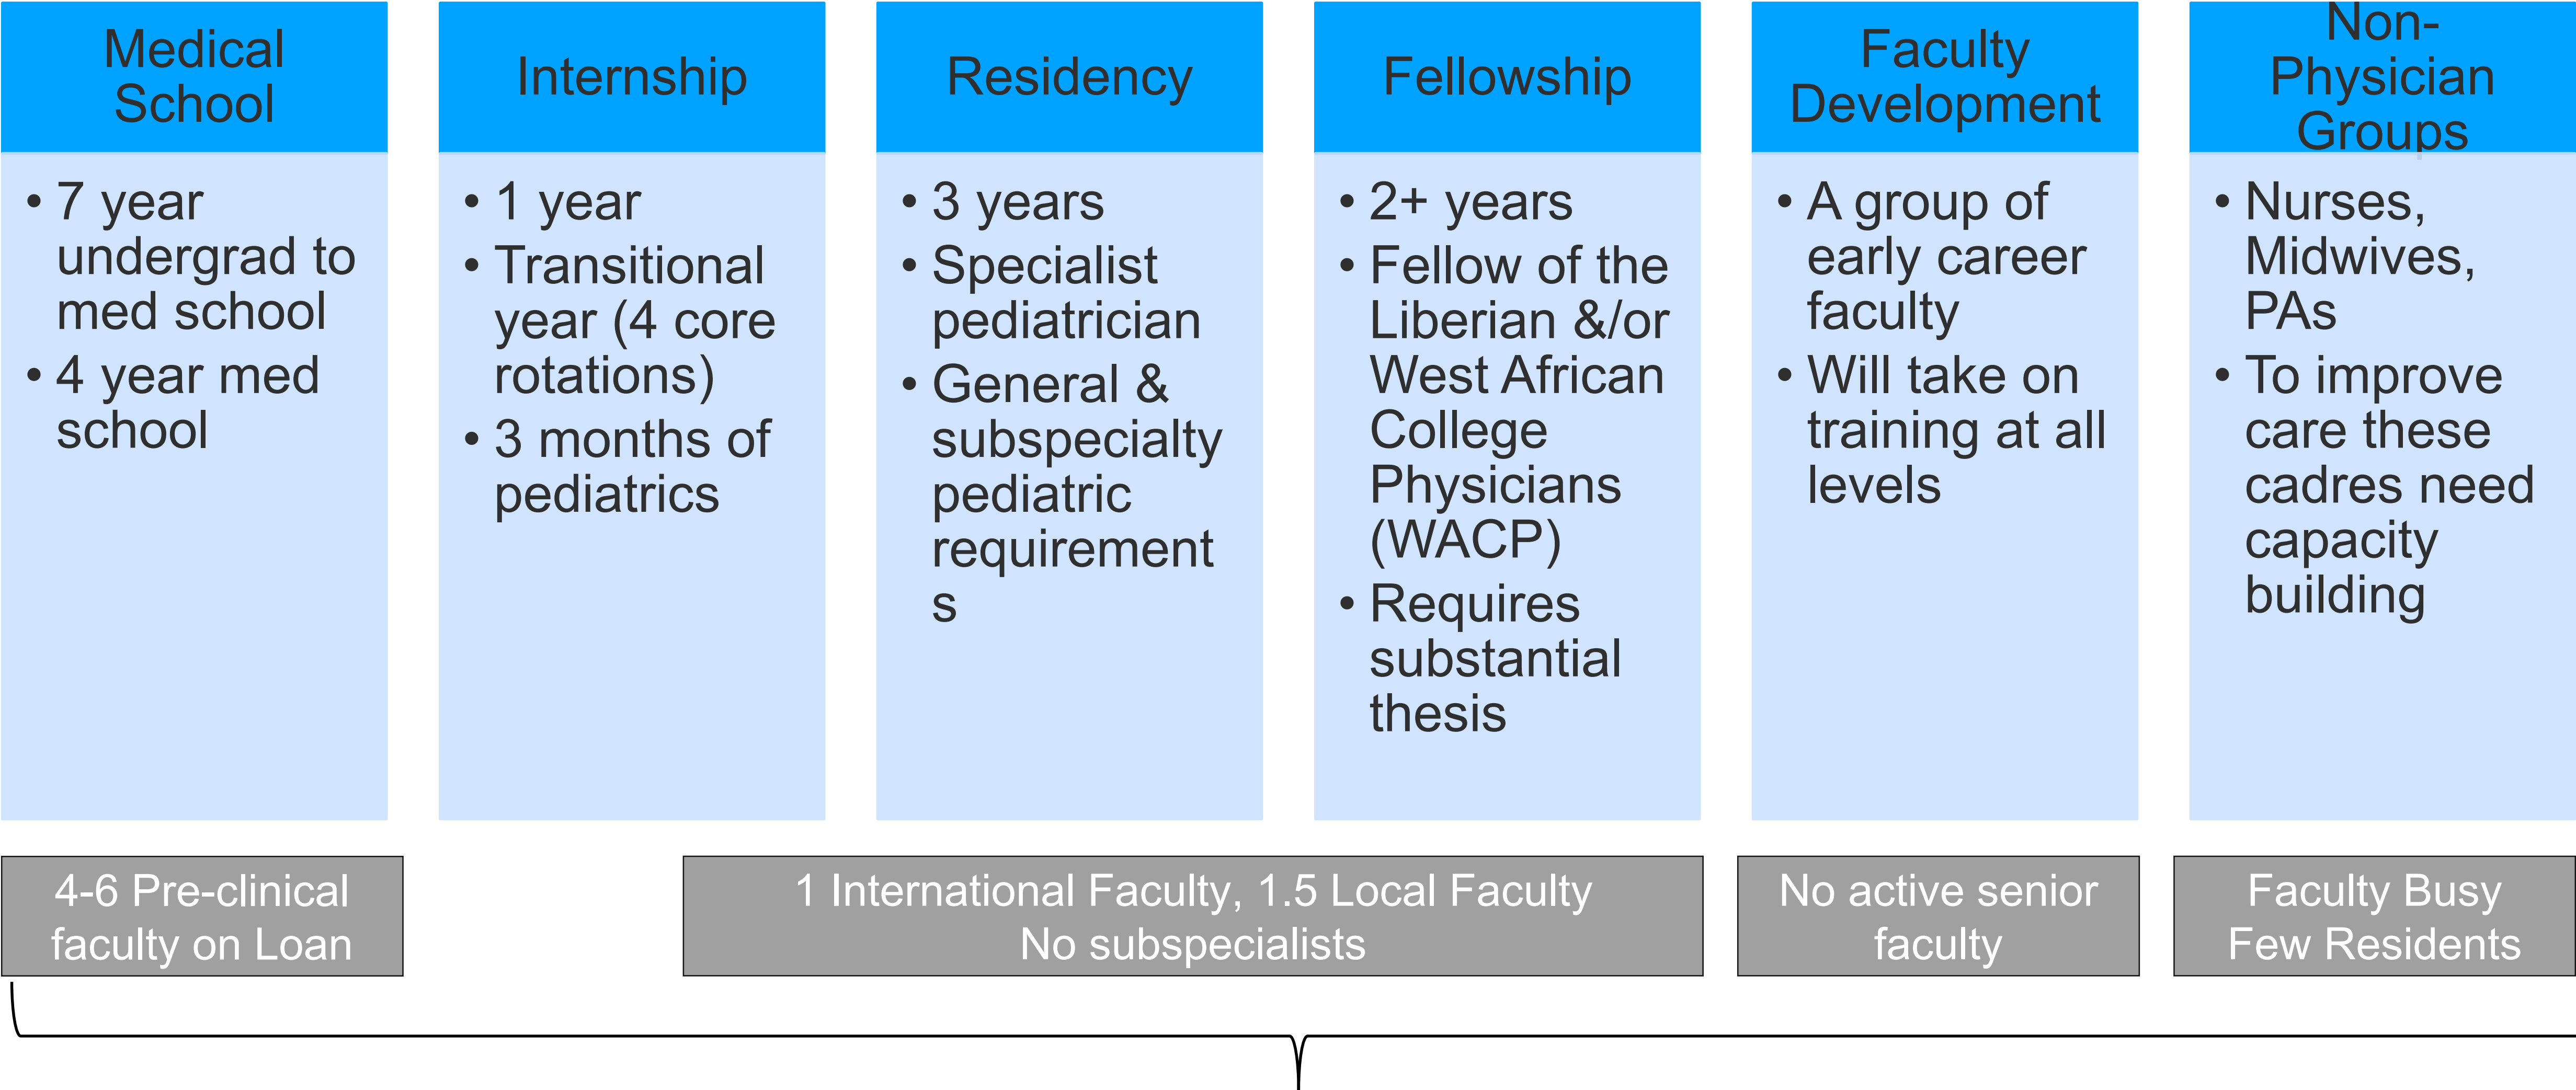 Medical
School
• 7 year
undergrad to
med school
• 4 year med
school
Internship
• 1 year
• Transitional
year (4 core
rotations)
• 3 months of
pediatrics
Residency
• 3 years
• Specialist
pediatrician
• General &
subspecialty
pediatric
requirement
s
Fellowship
• 2+ years
• Fellow of the
Liberian &/or
West African
College
Physicians
(WACP)
• Requires
substantial
thesis
Faculty
Development
• A group of
early career
faculty
• Will take on
training at all
levels
Non-
Physician
Groups
• Nurses,
Midwives,
PAs
• To improve
care these
cadres need
capacity
building
4-6 Pre-clinical
faculty on Loan
1 International Faculty, 1.5 Local Faculty
No subspecialists
No active senior
faculty
Faculty Busy
Few Residents